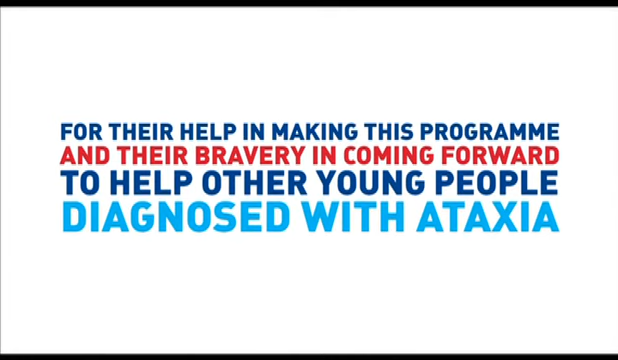 FOR THEIR HELP IN MAKING THIS PROGRAMME
AND THEIR BRAVERY IN COMING FORWARD
TO HELP OTHER YOUNG PEOPLE
DIAGNOSED WITH ATAXIA